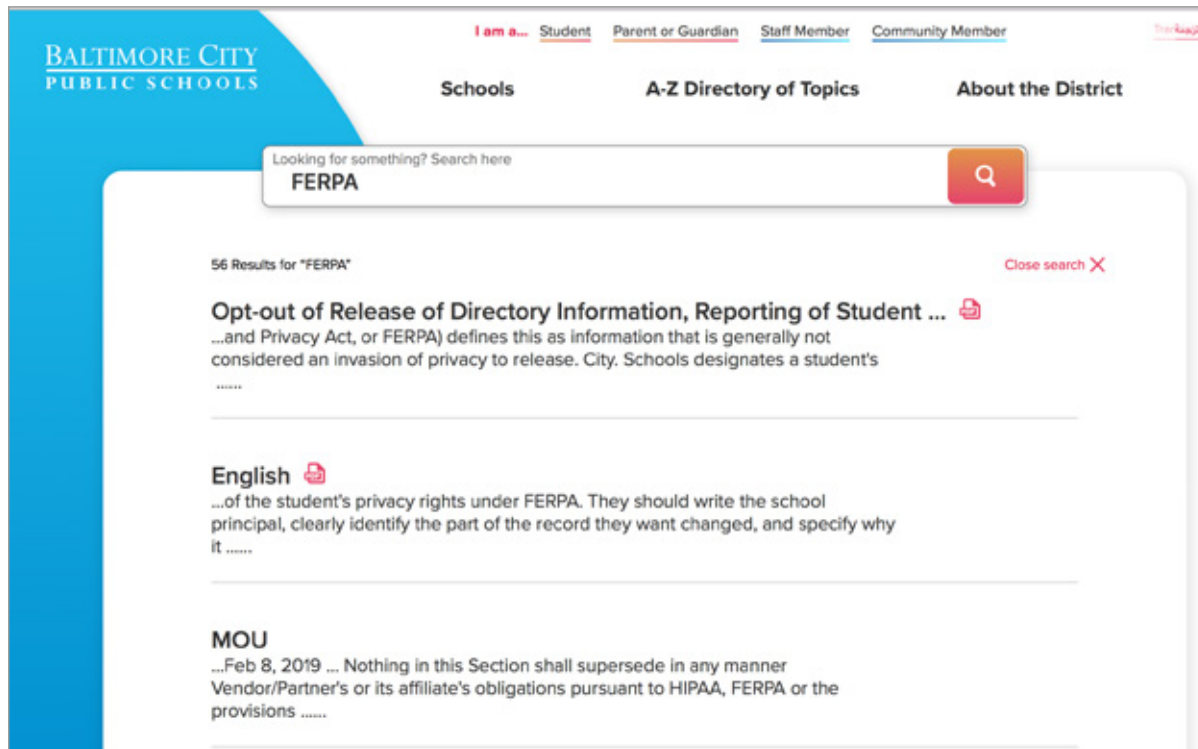 I am a... Student Parent or Guardian Staff Member Community Member
BALTIMORE CITY
PUBLIC SCHOOLS
Schools A-Z Directory of Topics About the District
Looking for something? Search here
FERPA
56 Results for "FERPA"
Close search
Opt-out of Release of Directory Information, Reporting of Student ...
...and Privacy Act, or FERPA) defines this as information that is generally not
considered an invasion of privacy to release. City. Schools designates a student's
......
English
...of the student's privacy rights under FERPA. They should write the school
principal, clearly identify the part of the record they want changed, and specify why
it ......
MOU
...Feb 8, 2019 ... Nothing in this Section shall supersede in any manner
Vendor/Partner's or its affiliate's obligations pursuant to HIPAA, FERPA or the
provisions ......